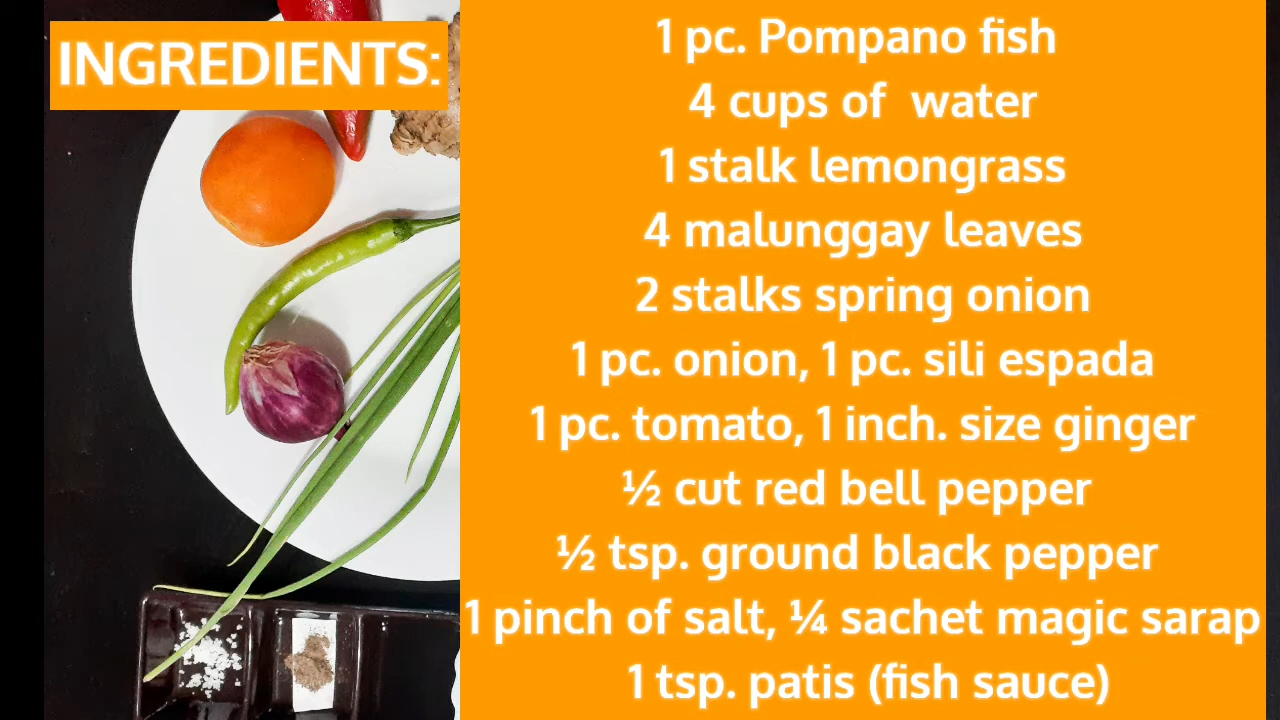 INGREDIENTS:
1 pc. Pompano fish
4 cups of  water
1 stalk lemongrass
4 malunggay leaves
2 stalks spring onion
1 pc. onion, 1 pc. sili espada
1 pc. tomato, 1 inch. size ginger
½ cut red bell pepper
½ tsp. ground black pepper
1 pinch of salt, ¼ sachet magic sarap
1 tsp. patis (fish sauce)